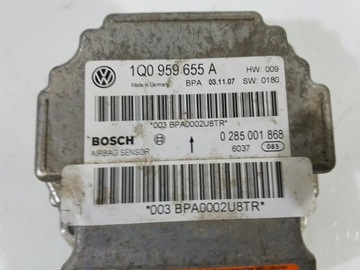 1Q0 959 655 A
HW: 009
Made in Germany
BPA 03.11.07 SW: 0180
*003 BPA0002U8TR*
BOSCH
0 285 001 868
AIRBAG SENSOR
6037 085
*003 BPA0002U8TR*